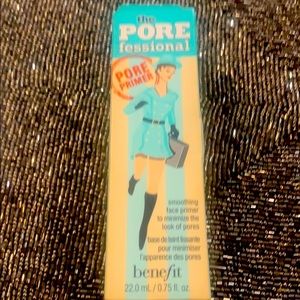 the
PORE
fessional
PORE
PRIMER
smoothing
face primer
to minimize the
look of pores
base de teint lissante
pour minimiser
l'apparence des pores
benefit
22.0 mL / 0.75 fl. oz.